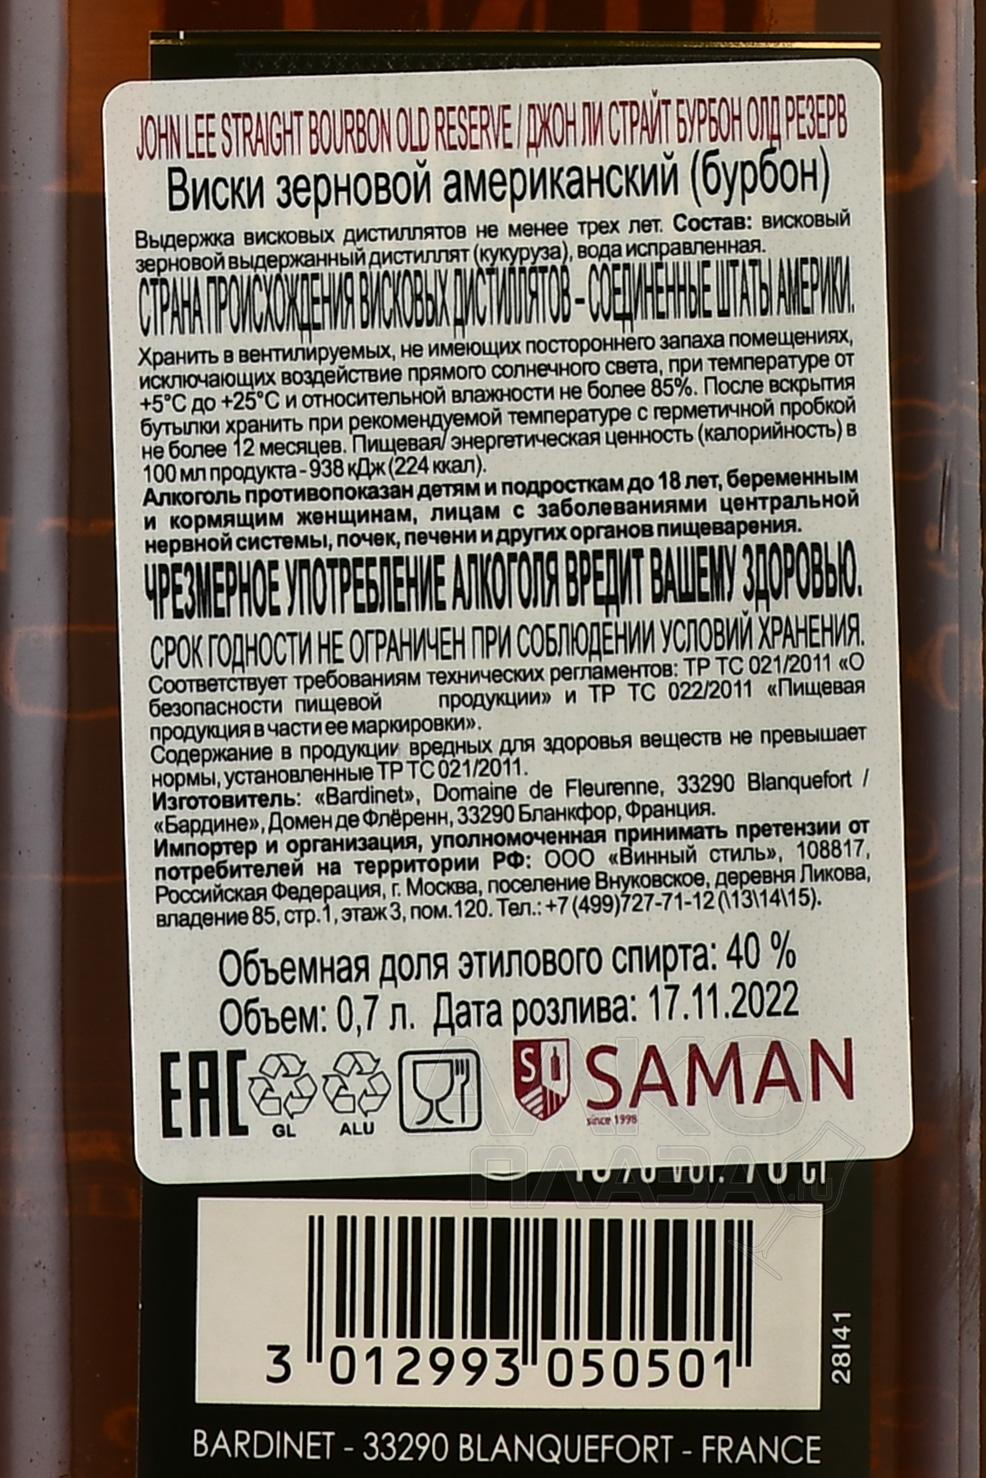 JOHN LEE STRAIGHT BOURBON OLD RESERVE / ДЖОН ЛИ СТРАЙТ БУРБОН ОЛД РЕЗЕРВ
Виски зерновой американский (бурбон)
Выдержка висковых дистиллятов не менее трех лет. Состав: висковый
зерновой выдержанный дистиллят (кукуруза), вода исправленная.
СТРАНА ПРОИСХОЖДЕНИЯ ВИСКОВЫХ ДИСТИЛЛЯТОВ – СОЕДИНЕННЫЕ ШТАТЫ АМЕРИКИ.
Хранить в вентилируемых, не имеющих постороннего запаха помещениях,
исключающих воздействие прямого солнечного света, при температуре от
+5°С до +25°С и относительной влажности не более 85%. После вскрытия
бутылки хранить при рекомендуемой температуре с герметичной пробкой
не более 12 месяцев. Пищевая/ энергетическая ценность (калорийность) в
100 мл продукта - 938 кДж (224 ккал).
Алкоголь противопоказан детям и подросткам до 18 лет, беременным
и кормящим женщинам, лицам с заболеваниями центральной
нервной системы, почек, печени и других органов пищеварения.
ЧРЕЗМЕРНОЕ УПОТРЕБЛЕНИЕ АЛКОГОЛЯ ВРЕДИТ ВАШЕМУ ЗДОРОВЬЮ.
СРОК ГОДНОСТИ НЕ ОГРАНИЧЕН ПРИ СОБЛЮДЕНИИ УСЛОВИЙ ХРАНЕНИЯ.
Соответствует требованиям технических регламентов: ТР ТС 021/2011 «О
безопасности пищевой продукции» и ТР ТС 022/2011 «Пищевая
продукция в части ее маркировки».
Содержание в продукции вредных для здоровья веществ не превышает
нормы, установленные ТР ТС 021/2011.
Изготовитель: «Bardinet», Domaine de Fleurenne, 33290 Blanquefort /
«Бардине», Домен де Флёренн, 33290 Бланкфор, Франция.
Импортер и организация, уполномоченная принимать претензии от
потребителей на территории РФ: ООО «Винный стиль», 108817,
Российская Федерация, г. Москва, поселение Внуковское, деревня Ликова,
владение 85, стр.1, этаж 3, пом.120. Тел.: +7 (499)727-71-12 (\13\14\15).
Объемная доля этилового спирта: 40 %
Объем: 0,7 л. Дата розлива: 17.11.2022
EAC GL ALU S SAMAN
since 1998
АЛКО
ПЛАЗА.ru
vol. 70 cl
3 012993 050501
28141
BARDINET - 33290 BLANQUEFORT - FRANCE